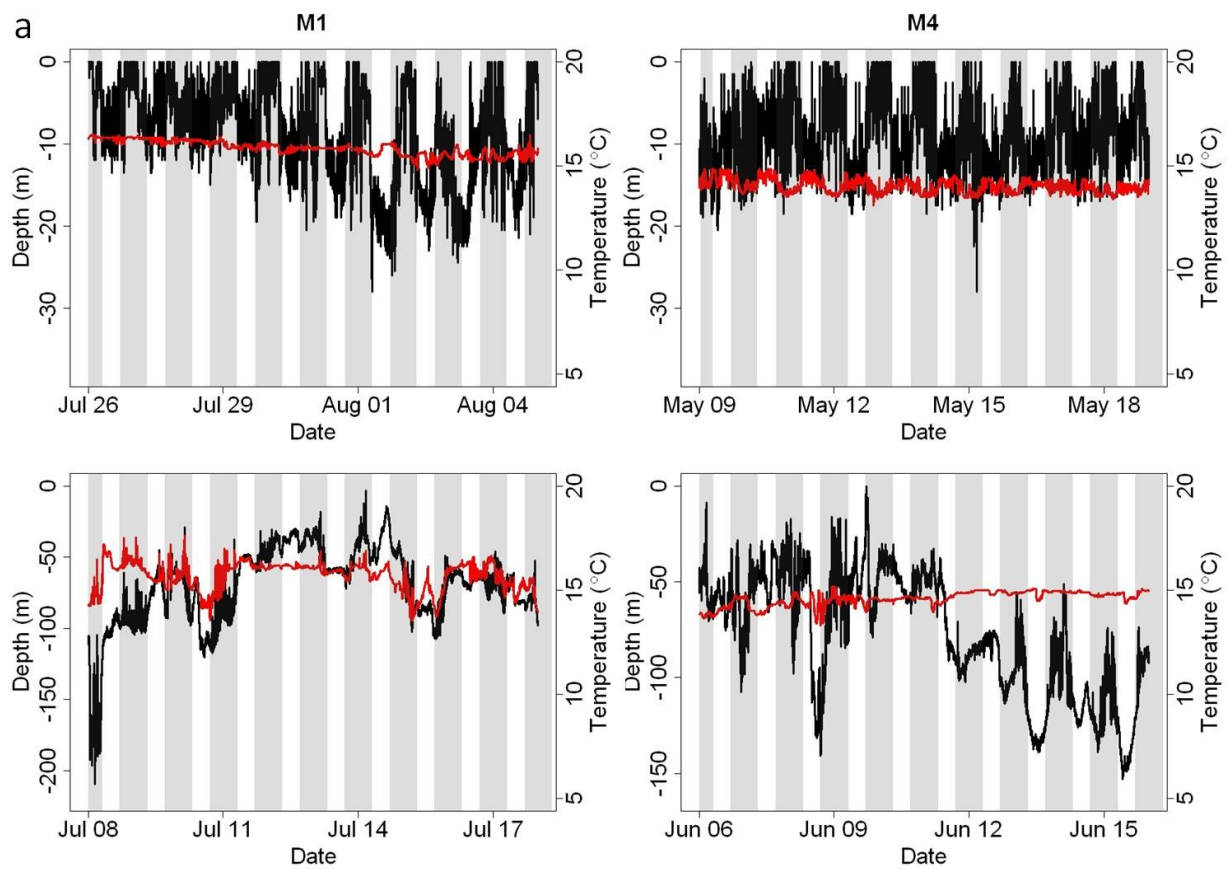 a
M1
M4
0
-10
-20
-30
Depth (m)
20
15
10
5
Temperature (°C)
Jul 26
Jul 29
Aug 01
Aug 04
Date
0
-10
-20
-30
Depth (m)
20
15
10
5
Temperature (°C)
May 09
May 12
May 15
May 18
Date
0
-50
-100
-150
-200
Depth (m)
20
15
10
5
Temperature (°C)
Jul 08
Jul 11
Jul 14
Jul 17
Date
0
-50
-100
-150
Depth (m)
20
15
10
5
Temperature (°C)
Jun 06
Jun 09
Jun 12
Jun 15
Date